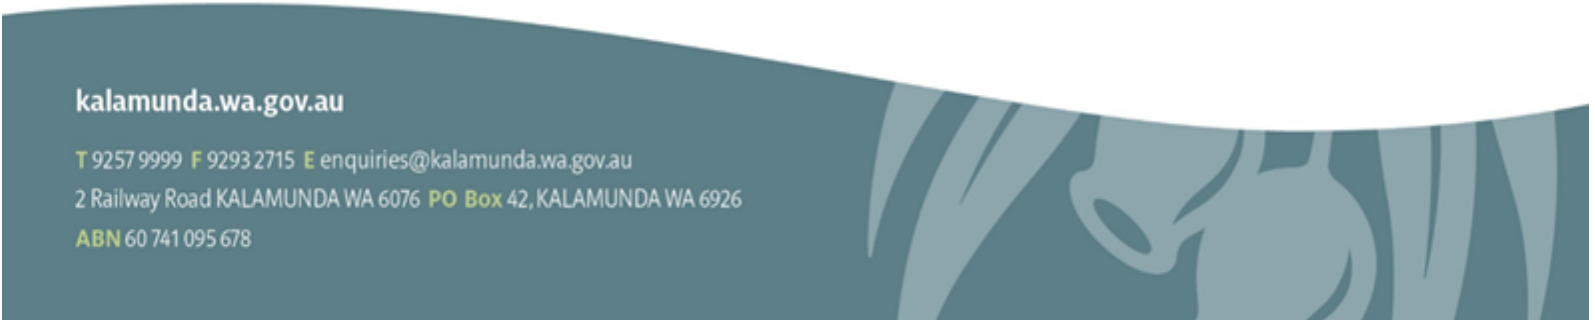 kalamunda.wa.gov.au
T 9257 9999 F 9293 2715 E enquiries@kalamunda.wa.gov.au
2 Railway Road KALAMUNDA WA 6076 PO Box 42, KALAMUNDA WA 6926
ABN 60 741 095 678